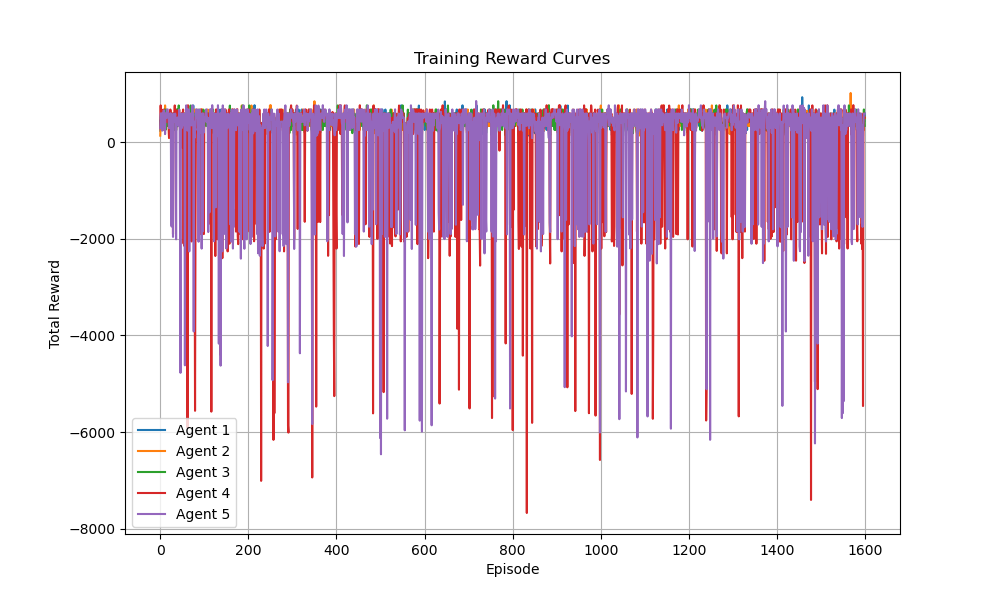 Training Reward Curves
Total Reward
0
−2000
−4000
−6000
−8000
Agent 1
Agent 2
Agent 3
Agent 4
Agent 5
0 200 400 600 800 1000 1200 1400 1600
Episode